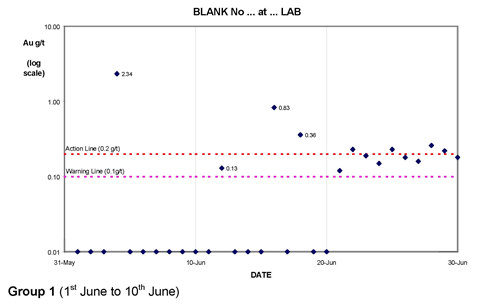 BLANK No ... at ... LAB
10.00
Au g/t
(log
scale)
2.34
1.00
0.83
0.36
Action Line (0.2 g/t)
0.13
Warning Line (0.1g/t)
0.10
0.01
31-May 10-Jun 20-Jun 30-Jun
DATE
Group 1 (1st June to 10th June)